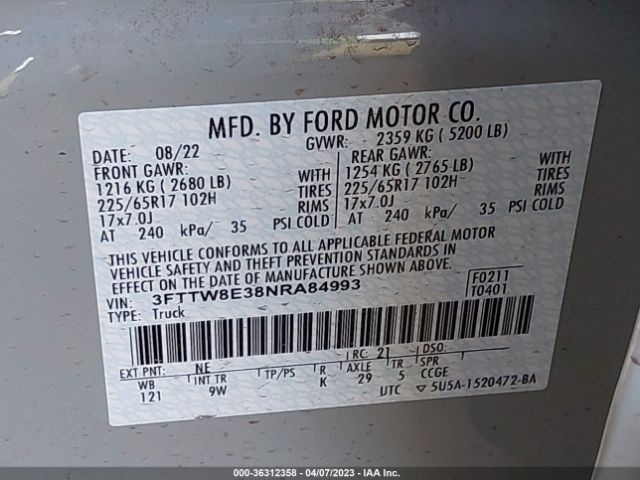 MFD. BY FORD MOTOR CO.
DATE: 08/22 GVWR: 2359 KG ( 5200 LB)
FRONT GAWR: REAR GAWR:
1216 KG ( 2680 LB) WITH 1254 KG ( 2765 LB) WITH
225/65R17 102H TIRES 225/65R17 102H TIRES
17x7.0J RIMS 17x7.0J RIMS
AT 240 kPa/ 35 PSI COLD AT 240 kPa/ 35 PSI COLD
THIS VEHICLE CONFORMS TO ALL APPLICABLE FEDERAL MOTOR
VEHICLE SAFETY AND THEFT PREVENTION STANDARDS IN
EFFECT ON THE DATE OF MANUFACTURE SHOWN ABOVE.
VIN: 3FTTW8E38NRA84993 F0211
TYPE: Truck T0401
EXT PNT: NE RC: 21 DSO:
WB INT TR TP/PS R AXLE TR SPR
121 9W K 29 5 CCGE
UTC ▽ 5U5A-1520472-BA
000-36312358 - 04/07/2023 - IAA Inc.